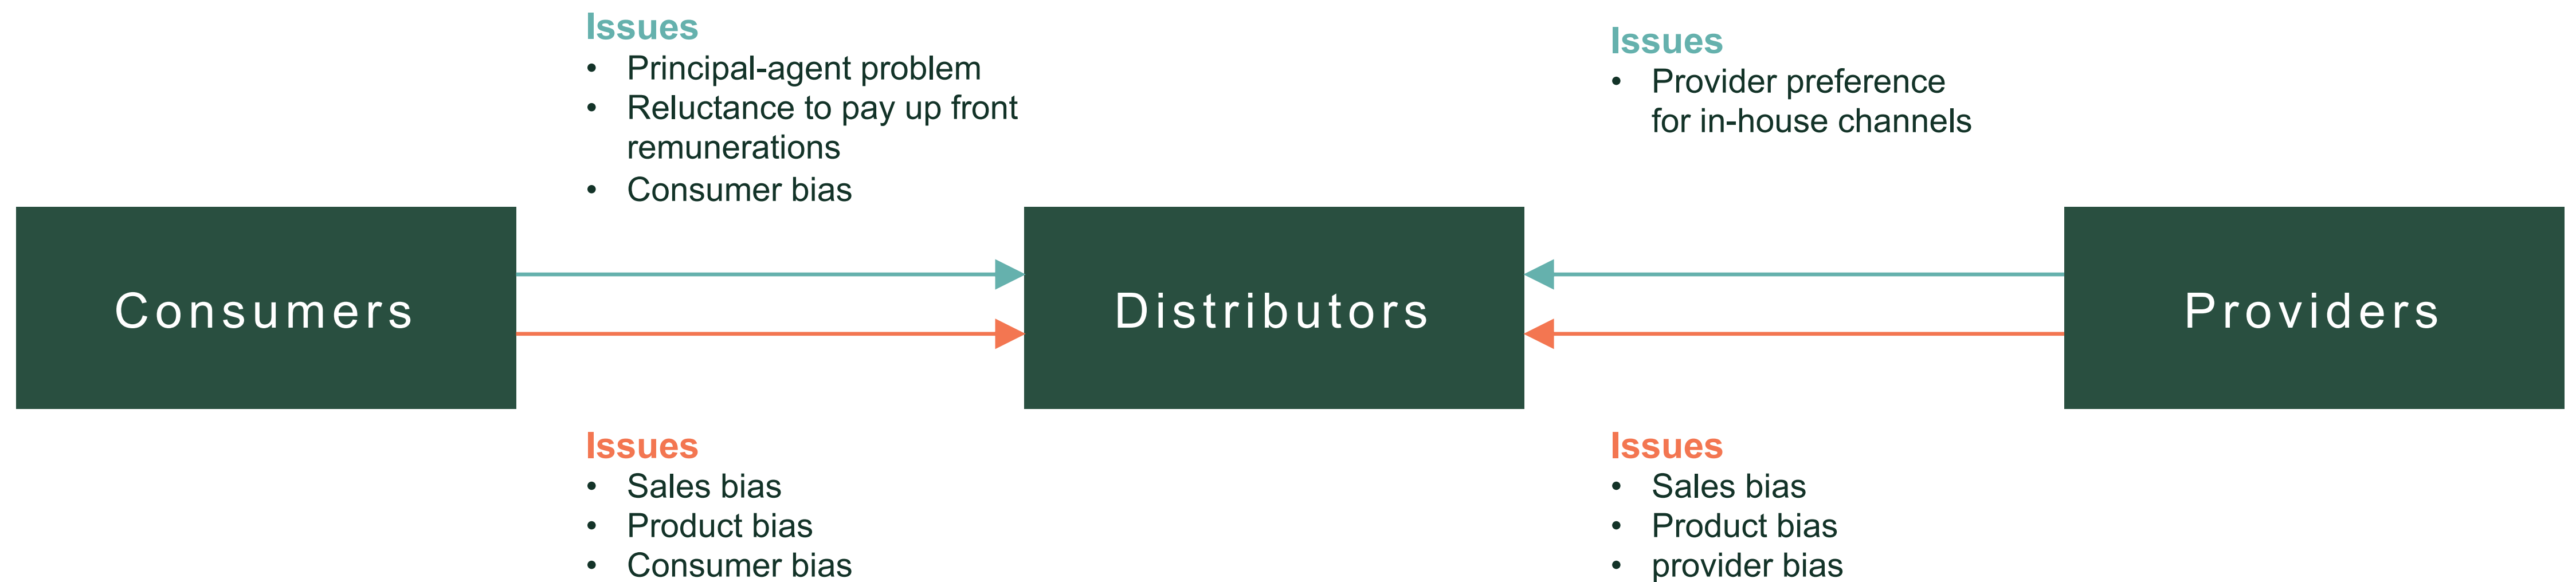 Issues
• Principal-agent problem
• Reluctance to pay up front
remunerations
• Consumer bias
Issues
• Provider preference
for in-house channels
Consumers
Distributors
Providers
Issues
• Sales bias
• Product bias
• Consumer bias
Issues
• Sales bias
• Product bias
• provider bias